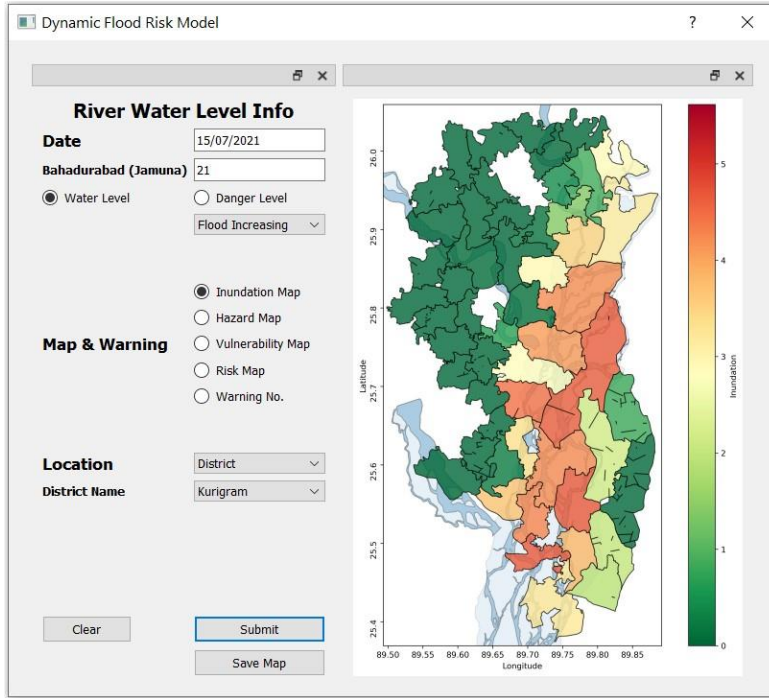 Dynamic Flood Risk Model
River Water Level Info
Date 15/07/2021
Bahadurabad (Jamuna) 21
Water Level Danger Level
Flood Increasing
Map & Warning
Inundation Map
Hazard Map
Vulnerability Map
Risk Map
Warning No.
Location District
District Name Kurigram
Clear Submit
Save Map
26.0
25.9
25.8
25.7
25.6
25.5
25.4
Latitude
89.50 89.55 89.60 89.65 89.70 89.75 89.80 89.85
Longitude
5
4
3
2
1
0
Inundation